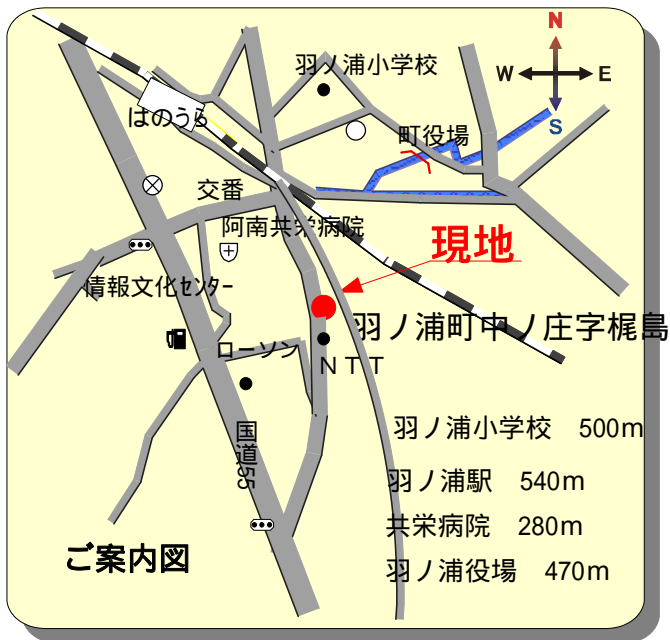 N
羽ノ浦小学校
W E
はのうら
町役場
S
交番
阿南共栄病院
現地
情報文化ｾﾝﾀｰ
羽ノ浦町中ノ庄字梶島
ローソン
ＮＴＴ
国道55
羽ノ浦小学校　500m
羽ノ浦駅　540m
共栄病院　280m
ご案内図
羽ノ浦役場　470m